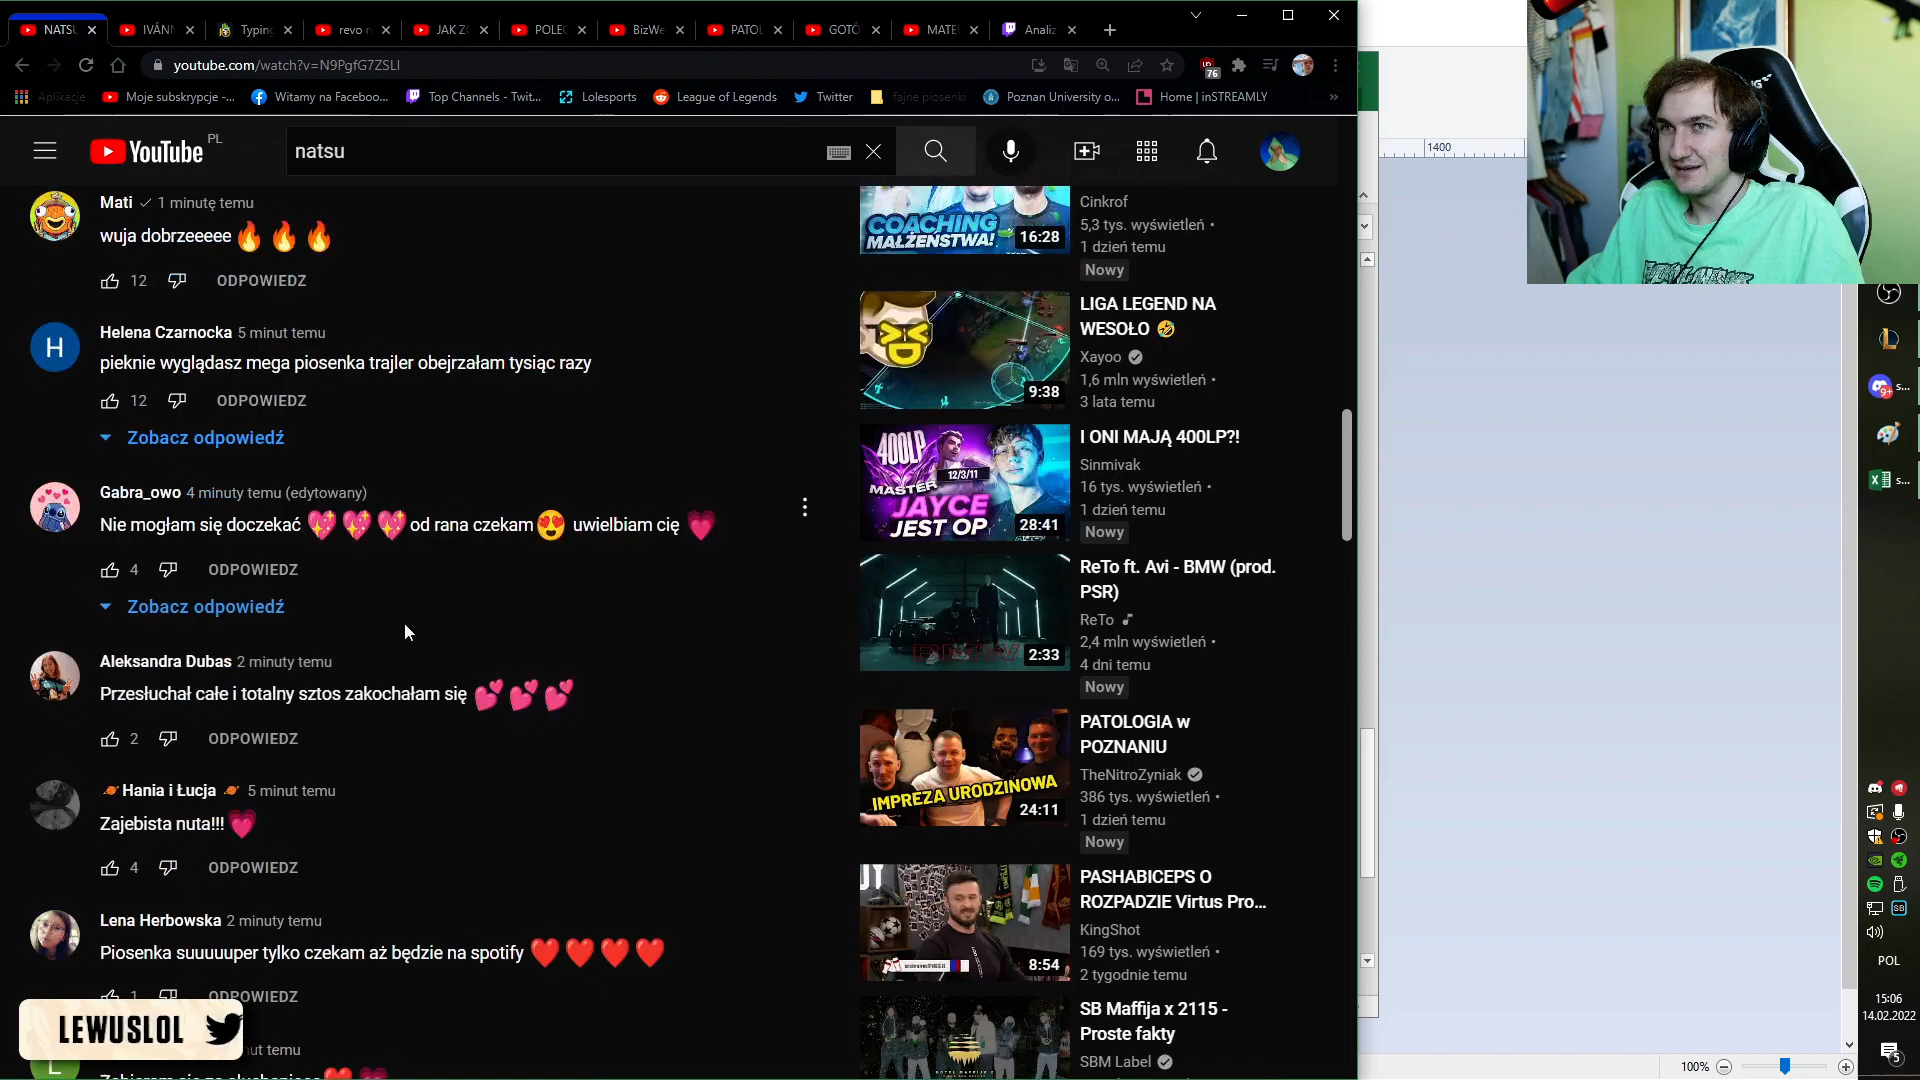 NATSU
IVÁNN
Typing
revo n
JAK ZO
POLEC
BizWe
PATOL
GOTÓ
MATEU
Analiz
youtube.com/watch?v=N9PgfG7ZSLI
76
Aplikacje
Moje subskrypcje -...
Witamy na Faceboo...
Top Channels - Twit...
Lolesports
League of Legends
Twitter
fajne piosenki
Poznan University o...
Home | inSTREAMLY
YouTube PL
natsu
1400
Mati ✓ 1 minutę temu
wuja dobrzeeeee 🔥 🔥 🔥
12 ODPOWIEDZ
Helena Czarnocka 5 minut temu
pieknie wyglądasz mega piosenka trajler obejrzałam tysiąc razy
12 ODPOWIEDZ
Zobacz odpowiedź
Gabra_owo 4 minuty temu (edytowany)
Nie mogłam się doczekać 💖 💖 💖 od rana czekam 😍 uwielbiam cię 💗
4 ODPOWIEDZ
Zobacz odpowiedź
Aleksandra Dubas 2 minuty temu
Przesłuchał całe i totalny sztos zakochałam się 💕 💕 💕
2 ODPOWIEDZ
🪐 Hania i Łucja 🪐 5 minut temu
Zajebista nuta!!! 💗
4 ODPOWIEDZ
Lena Herbowska 2 minuty temu
Piosenka suuuuuper tylko czekam aż będzie na spotify ❤️ ❤️ ❤️ ❤️
1 ODPOWIEDZ
LEWUSLOL
nut temu
COACHING
MAŁŻENSTWA!
16:28
Cinkrof
5,3 tys. wyświetleń •
1 dzień temu
Nowy
9:38
LIGA LEGEND NA
WESOŁO 🤣
Xayoo
1,6 mln wyświetleń •
3 lata temu
400LP
12/3/11
MASTER
JAYCE
JEST OP
28:41
I ONI MAJĄ 400LP?!
Sinmivak
16 tys. wyświetleń •
1 dzień temu
Nowy
BMW
2:33
ReTo ft. Avi - BMW (prod.
PSR)
ReTo ♪
2,4 mln wyświetleń •
4 dni temu
Nowy
IMPREZA URODZINOWA
24:11
PATOLOGIA w
POZNANIU
TheNitroZyniak
386 tys. wyświetleń •
1 dzień temu
Nowy
8:54
PASHABICEPS O
ROZPADZIE Virtus Pro...
KingShot
169 tys. wyświetleń •
2 tygodnie temu
SB Maffija x 2115 -
Proste fakty
SBM Label
9+ s...
s...
POL
15:06
14.02.2022
5
100%